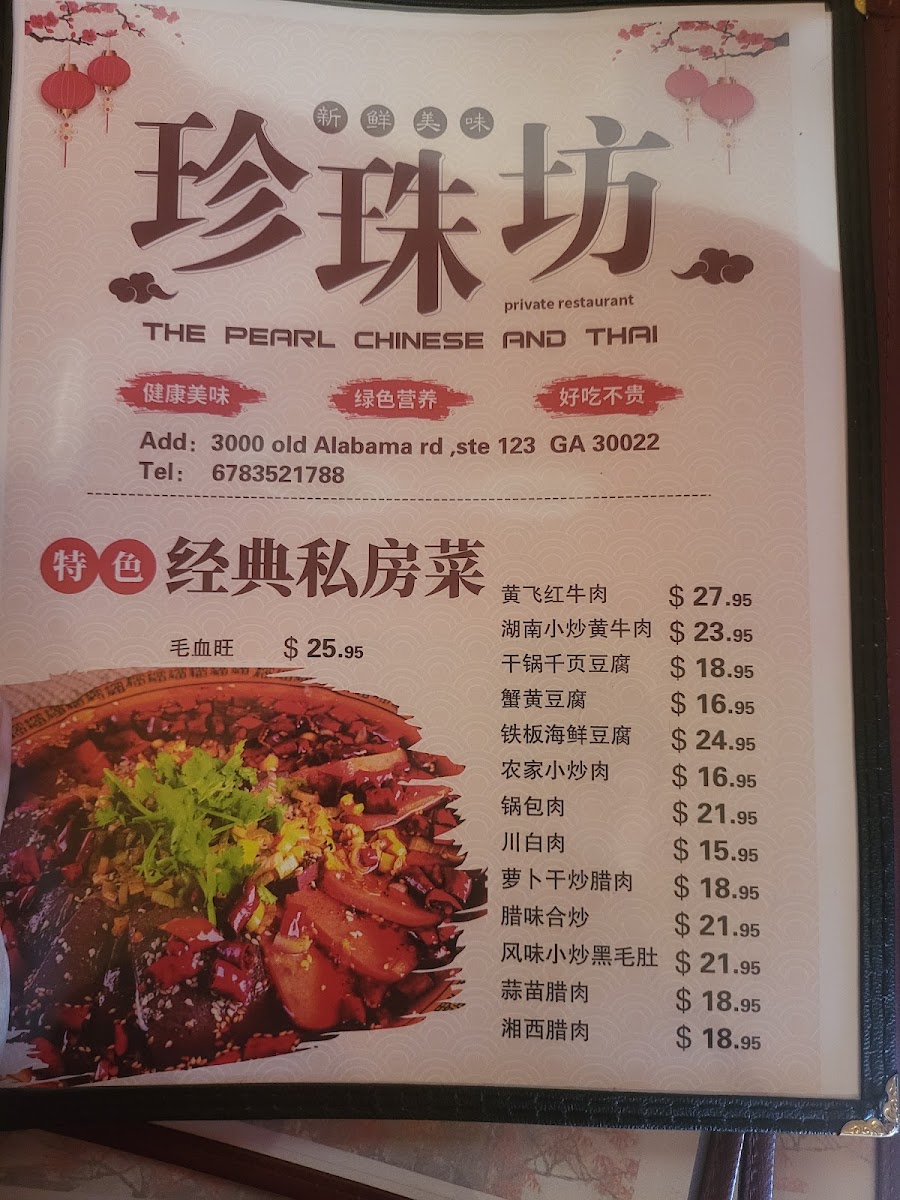 新鲜美味
珍珠坊
private restaurant
THE PEARL CHINESE AND THAI
健康美味 绿色营养 好吃不贵
Add: 3000 old Alabama rd ,ste 123 GA 30022
Tel: 6783521788
特色 经典私房菜
毛血旺 $ 25.95
黄飞红牛肉 $ 27.95
湖南小炒黄牛肉 $ 23.95
干锅千页豆腐 $ 18.95
蟹黄豆腐 $ 16.95
铁板海鲜豆腐 $ 24.95
农家小炒肉 $ 16.95
锅包肉 $ 21.95
川白肉 $ 15.95
萝卜干炒腊肉 $ 18.95
腊味合炒 $ 21.95
风味小炒黑毛肚 $ 21.95
蒜苗腊肉 $ 18.95
湘西腊肉 $ 18.95